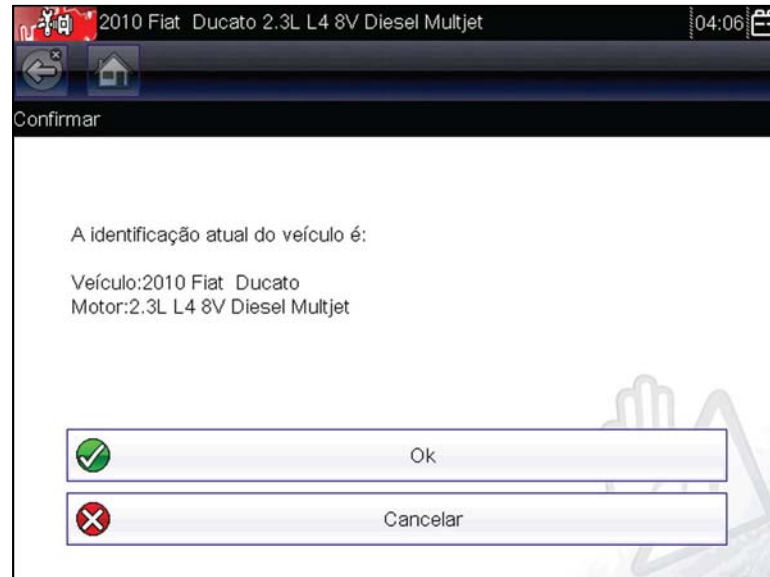 2010 Fiat  Ducato 2.3L L4 8V Diesel Multjet
04:06
Confirmar
A identificação atual do veículo é:
Veículo:2010 Fiat  Ducato
Motor:2.3L L4 8V Diesel Multjet
Ok
Cancelar